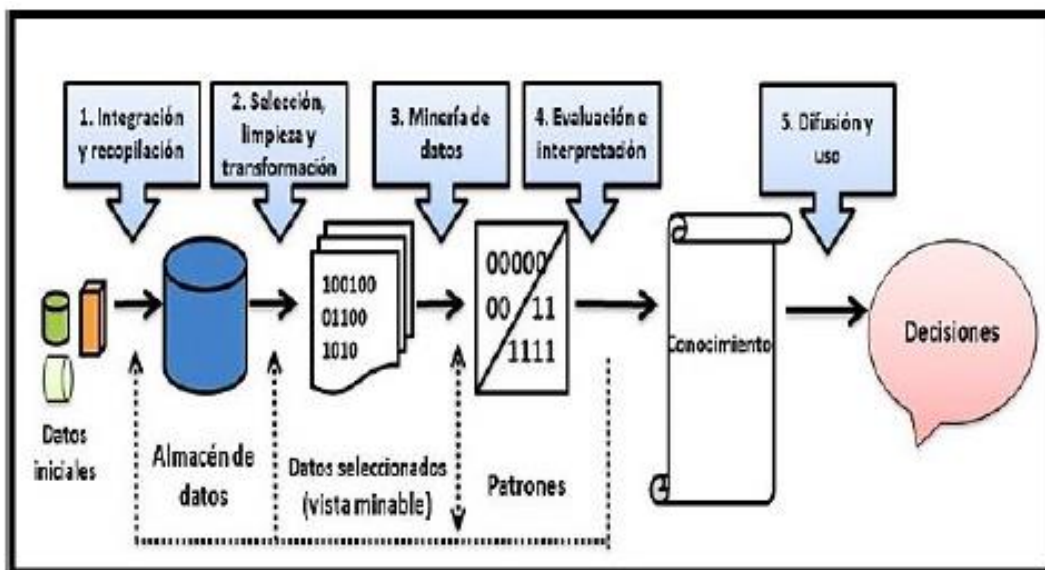 1. Integración
y recopilación
2. Selección,
limpieza y
transformación
3. Minería de
datos
4. Evaluación e
interpretación
5. Difusión y
uso
100100
01100
1010
00000
00 11
1111
Conocimiento
Decisiones
Datos
iniciales
Almacén de
datos
Datos seleccionados
(vista minable)
Patrones